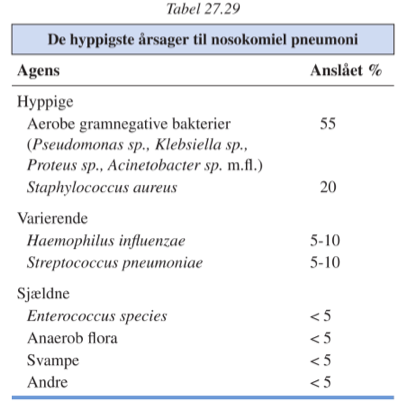 Tabel 27.29
De hyppigste årsager til nosokomiel pneumoni
Agens Anslået %
Hyppige
Aerobe gramnegative bakterier 55
(Pseudomonas sp., Klebsiella sp.,
Proteus sp., Acinetobacter sp. m.fl.)
Staphylococcus aureus 20
Varierende
Haemophilus influenzae 5-10
Streptococcus pneumoniae 5-10
Sjældne
Enterococcus species < 5
Anaerob flora < 5
Svampe < 5
Andre < 5